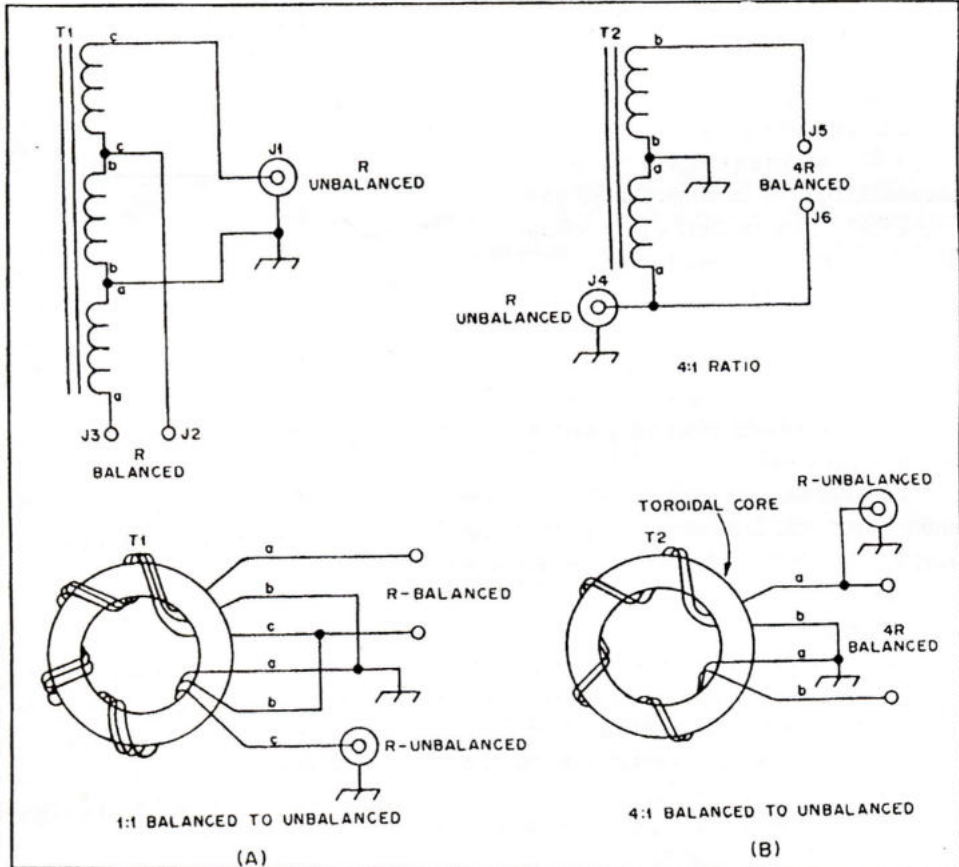 T1
c
c
b
b
a
a
J1
R
UNBALANCED
J3
J2
R
BALANCED
T2
b
b
a
a
J5
4R
BALANCED
J6
J4
R
UNBALANCED
4:1 RATIO
T1
a
b
c
a
b
c
R-BALANCED
R-UNBALANCED
1:1 BALANCED TO UNBALANCED
(A)
TOROIDAL CORE
T2
R-UNBALANCED
a
b
a
b
4R
BALANCED
4:1 BALANCED TO UNBALANCED
(B)